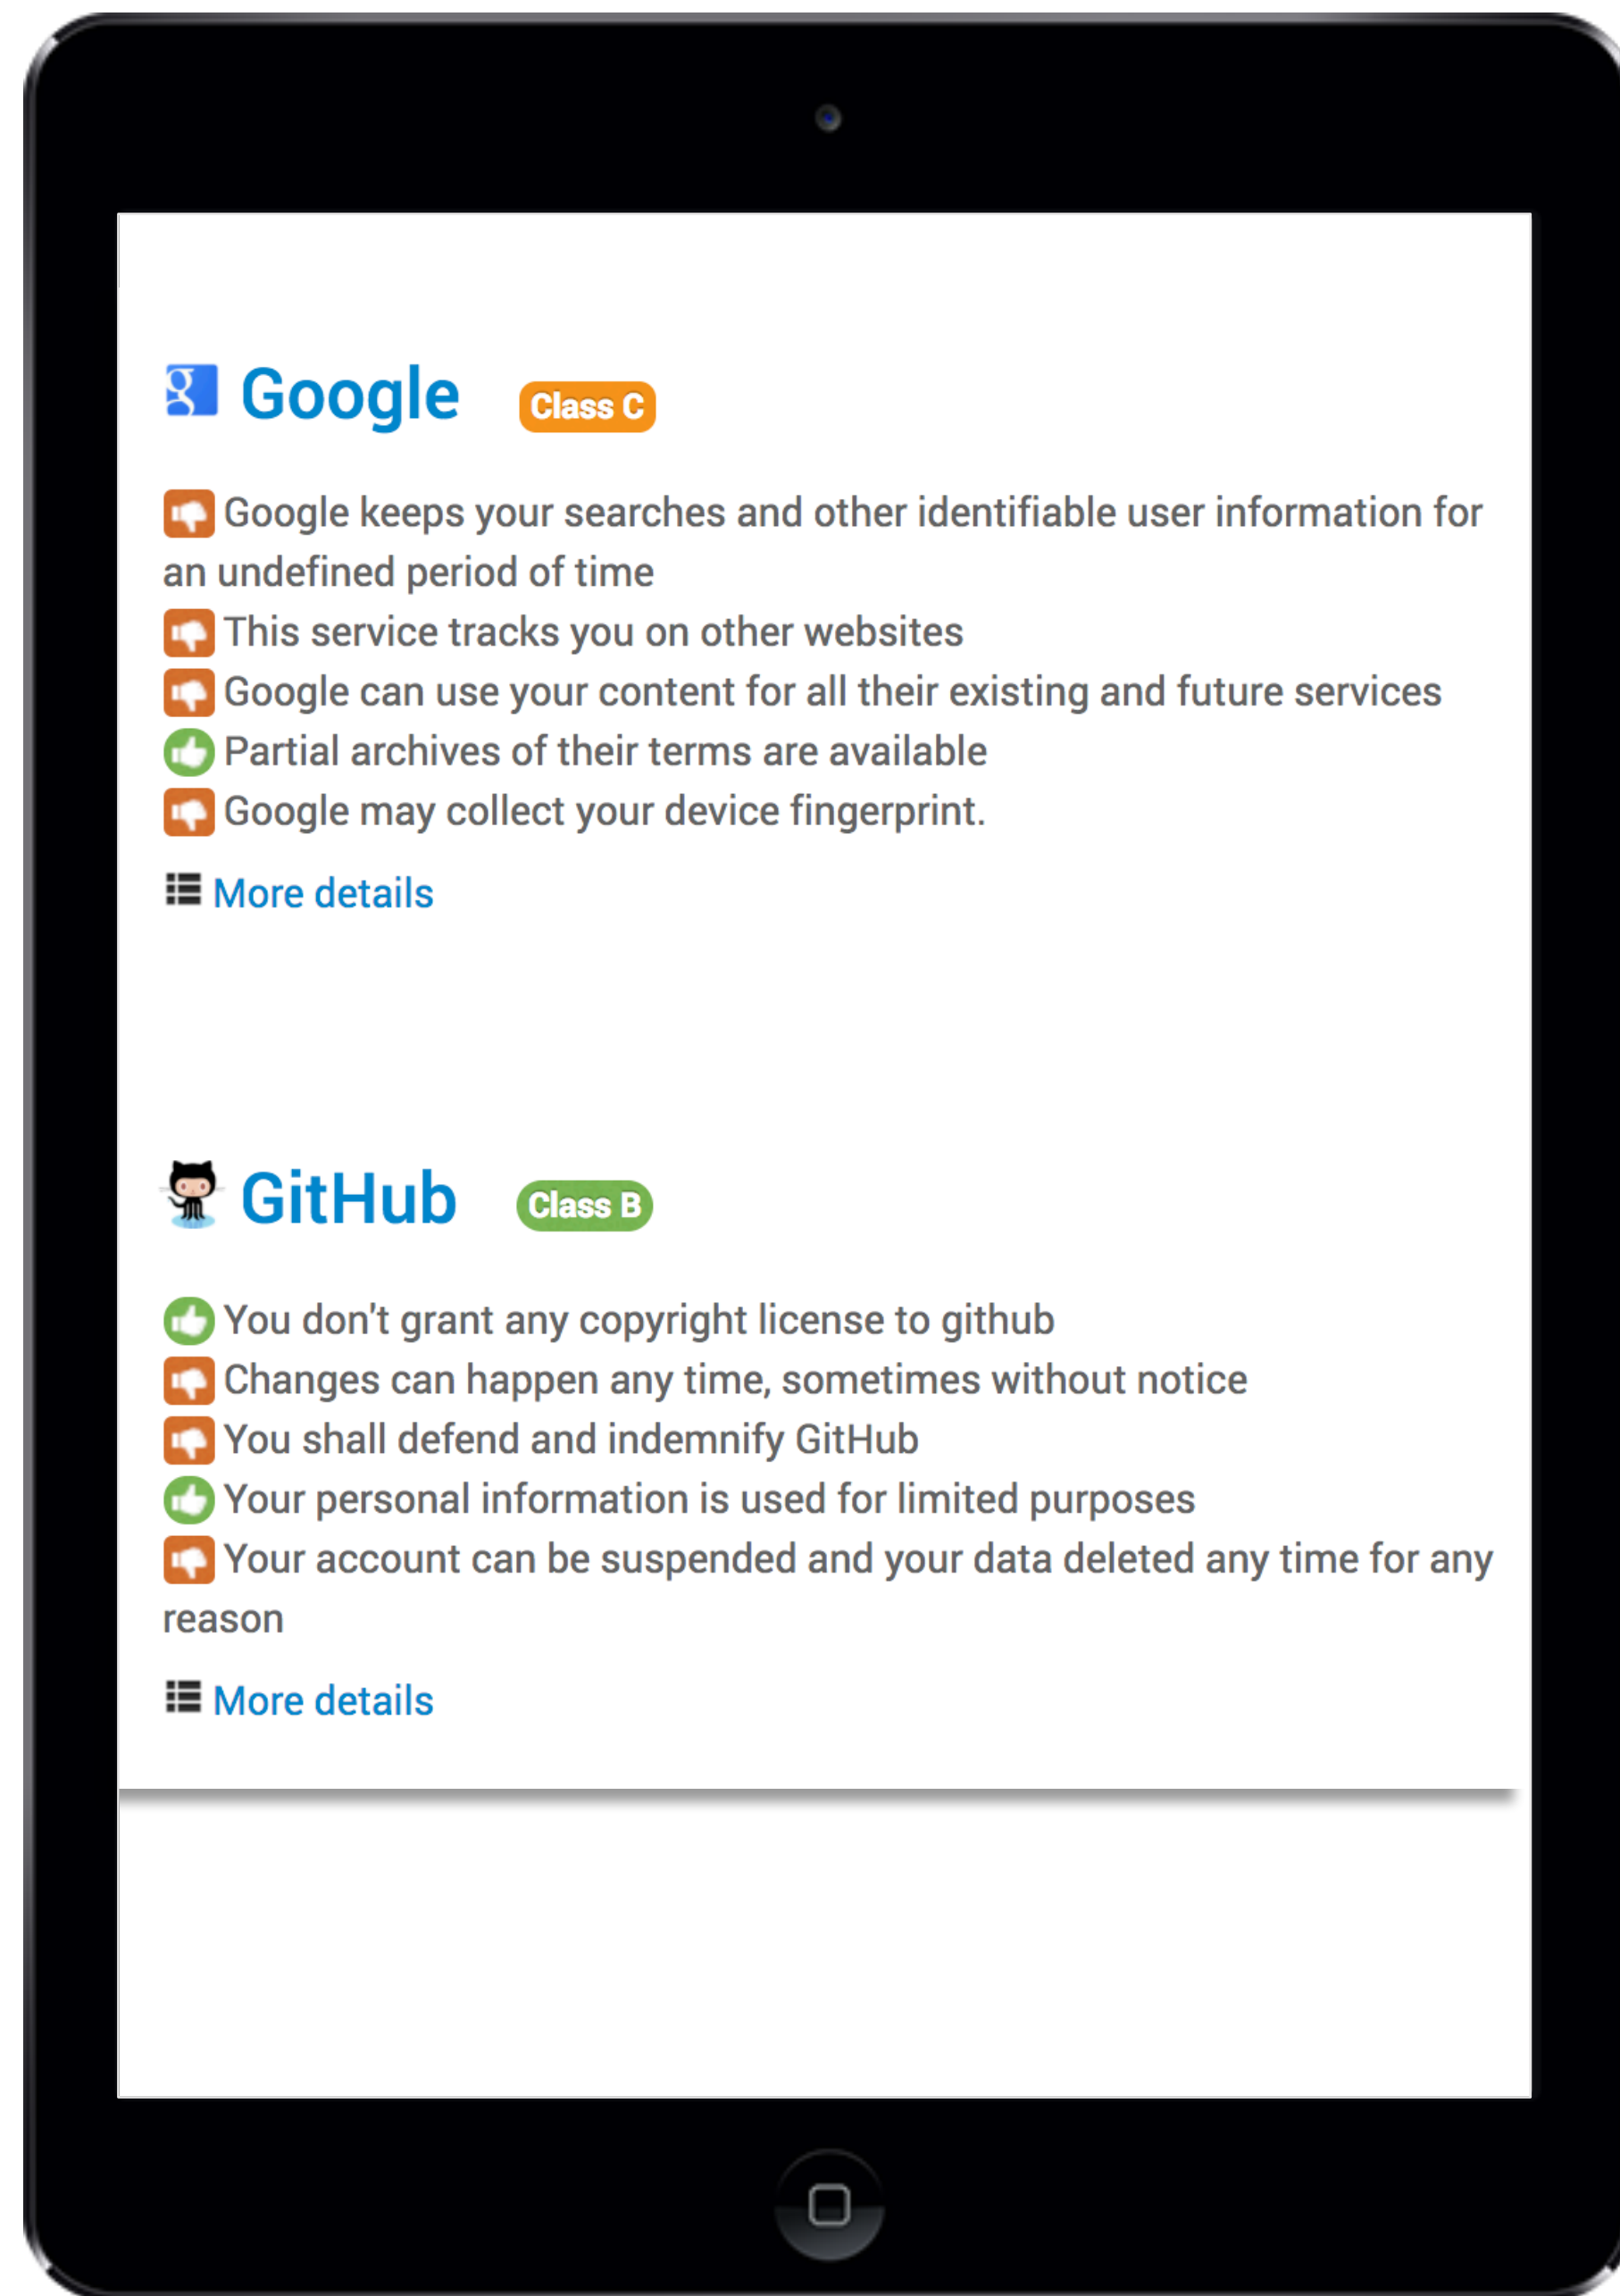 Google Class C
Google keeps your searches and other identifiable user information for
an undefined period of time
This service tracks you on other websites
Google can use your content for all their existing and future services
Partial archives of their terms are available
Google may collect your device fingerprint.
More details
GitHub Class B
You don't grant any copyright license to github
Changes can happen any time, sometimes without notice
You shall defend and indemnify GitHub
Your personal information is used for limited purposes
Your account can be suspended and your data deleted any time for any
reason
More details